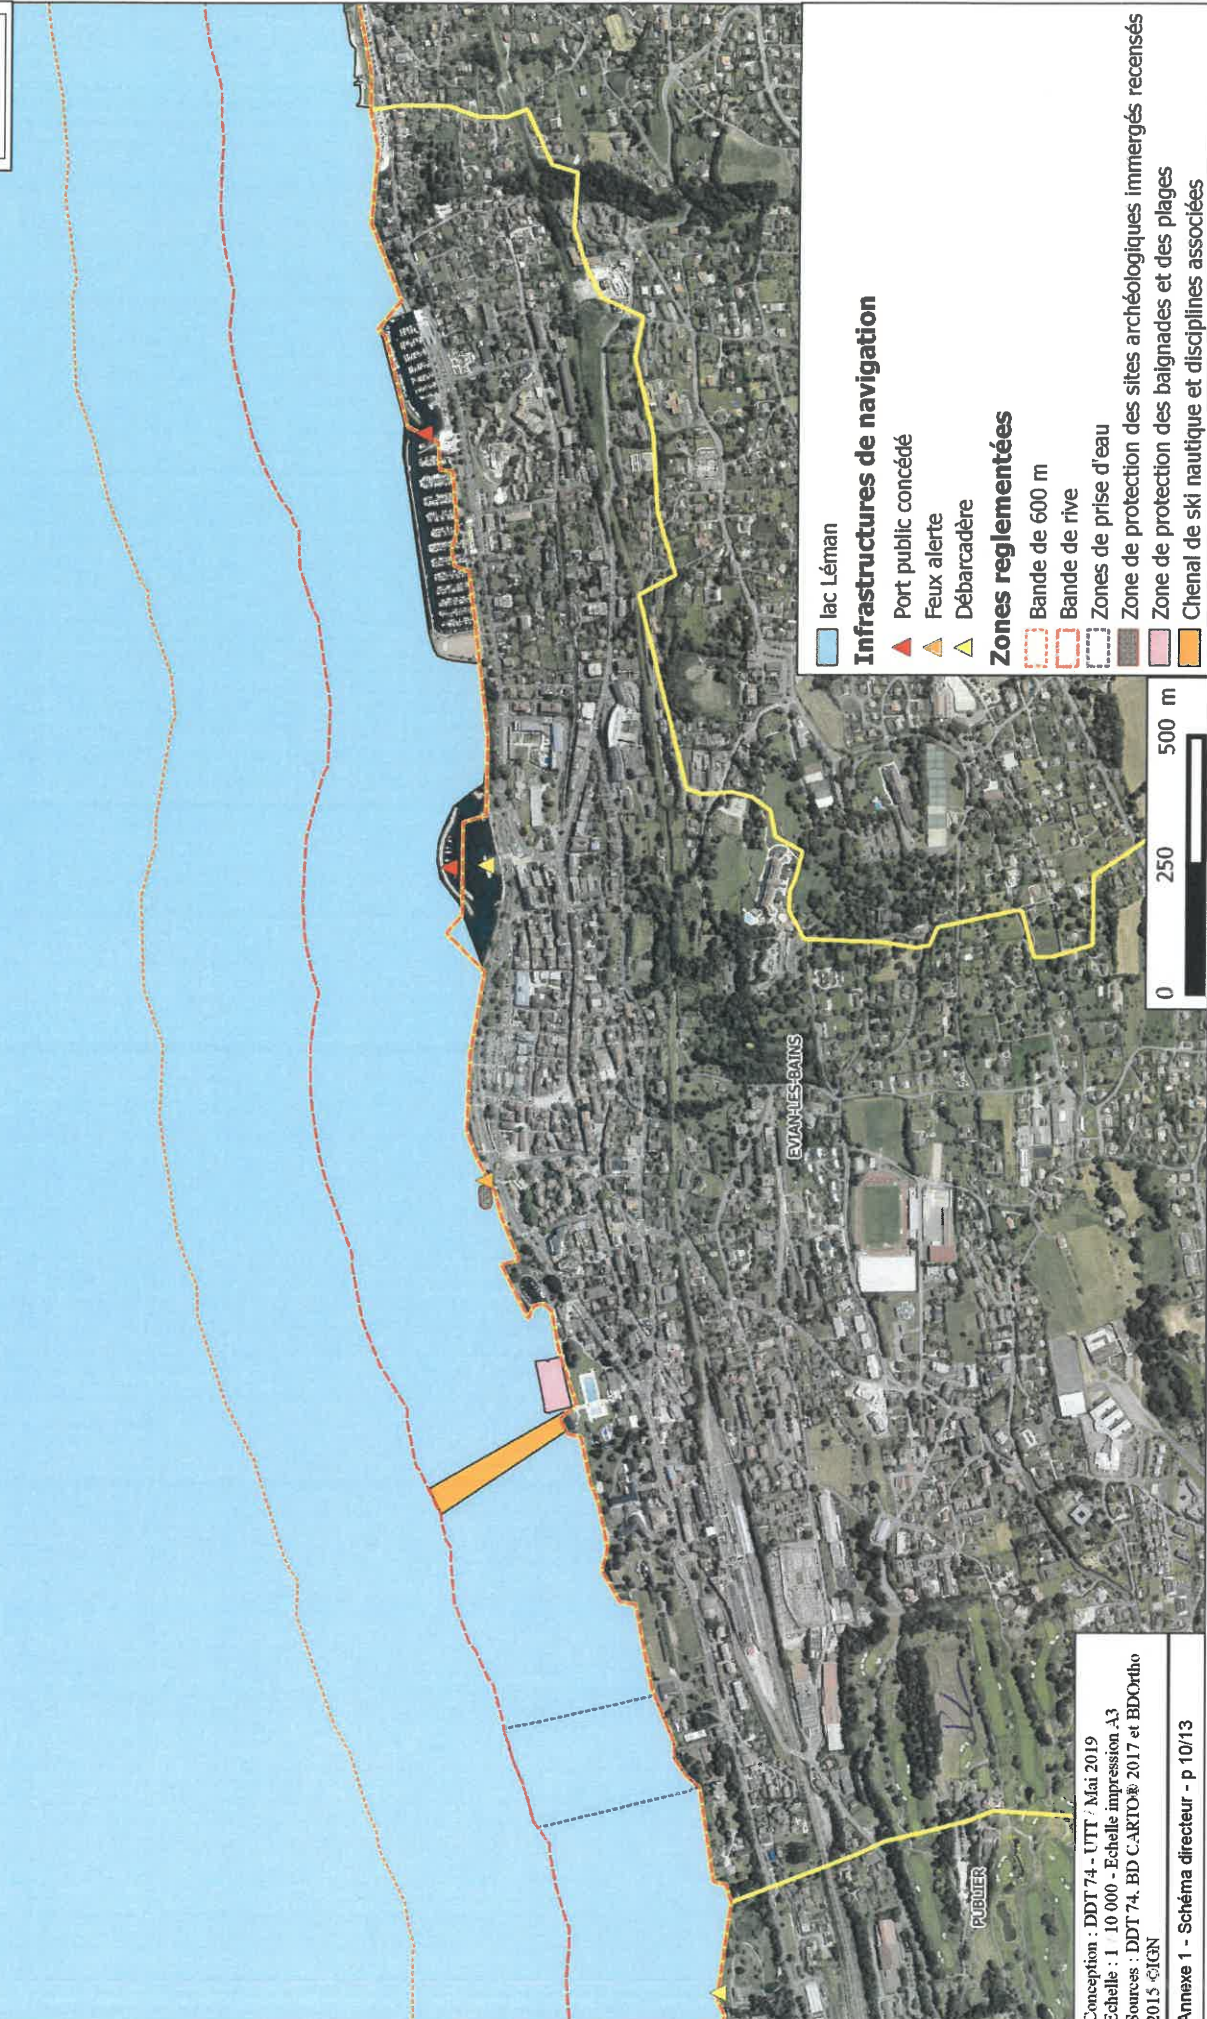 EVIAN-LES-BAINS
PUBLIER
lac Léman
Infrastructures de navigation
Port public concédé
Feux alerte
Débarcadère
Zones reglementées
Bande de 600 m
Bande de rive
Zones de prise d'eau
Zone de protection des sites archéologiques immergés recensés
Zone de protection des baignades et des plages
Chenal de ski nautique et disciplines associées
0 250 500 m
Conception : DDT 74 - UTT / Mai 2019
Echelle : 1 / 10 000 - Echelle impression A3
Sources : DDT 74. BD CARTO® 2017 et BDOrtho
2015 ©IGN
Annexe 1 - Schéma directeur - p 10/13